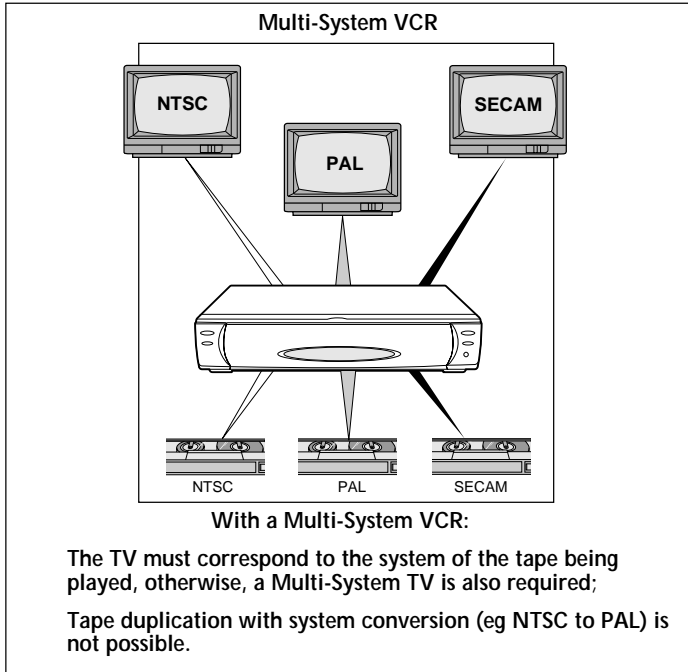 Multi-System VCR
NTSC
SECAM
PAL
NTSC
PAL
SECAM
With a Multi-System VCR:
The TV must correspond to the system of the tape being
played, otherwise, a Multi-System TV is also required;
Tape duplication with system conversion (eg NTSC to PAL) is
not possible.